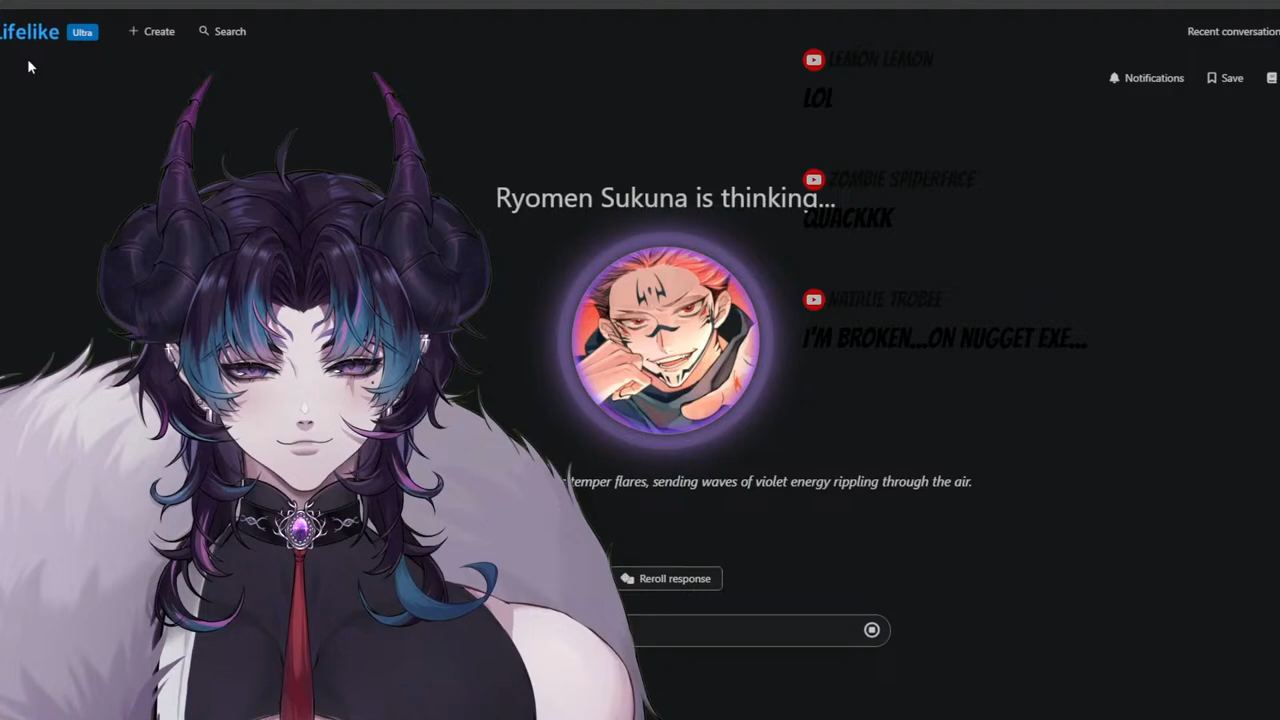 ifelike Ultra
Create
Search
Recent conversation
Notifications
Save
LEMON LEMON
LOL
ZOMBIE SPIDERFACE
QUACKKK
Ryomen Sukuna is thinking...
NATALIE TROBEE
I'M BROKEN...ON NUGGET EXE...
temper flares, sending waves of violet energy rippling through the air.
Reroll response